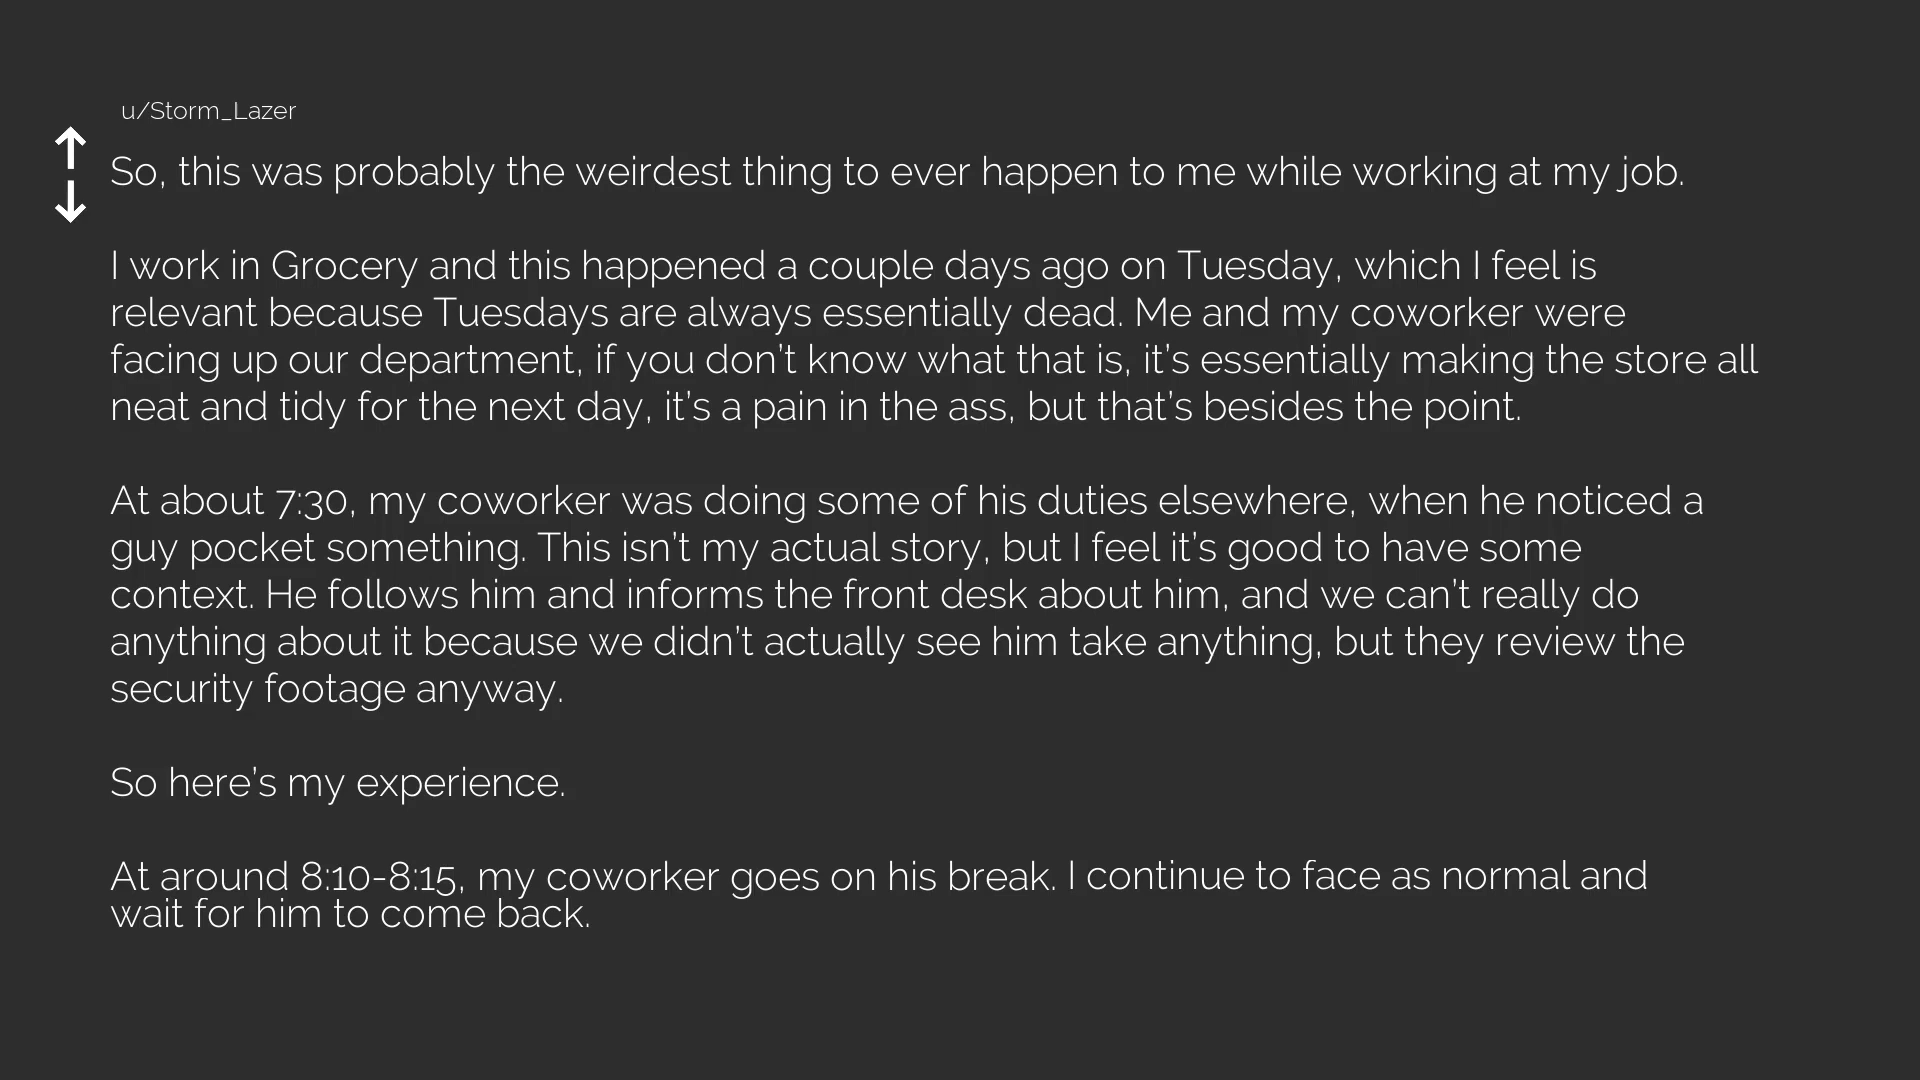 u/Storm_Lazer
So, this was probably the weirdest thing to ever happen to me while working at my job.
I work in Grocery and this happened a couple days ago on Tuesday, which I feel is
relevant because Tuesdays are always essentially dead. Me and my coworker were
facing up our department, if you don't know what that is, it's essentially making the store all
neat and tidy for the next day, it's a pain in the ass, but that's besides the point.
At about 7:30, my coworker was doing some of his duties elsewhere, when he noticed a
guy pocket something. This isn't my actual story, but I feel it's good to have some
context. He follows him and informs the front desk about him, and we can't really do
anything about it because we didn't actually see him take anything, but they review the
security footage anyway.
So here's my experience.
At around 8:10-8:15, my coworker goes on his break. I continue to face as normal and
wait for him to come back.